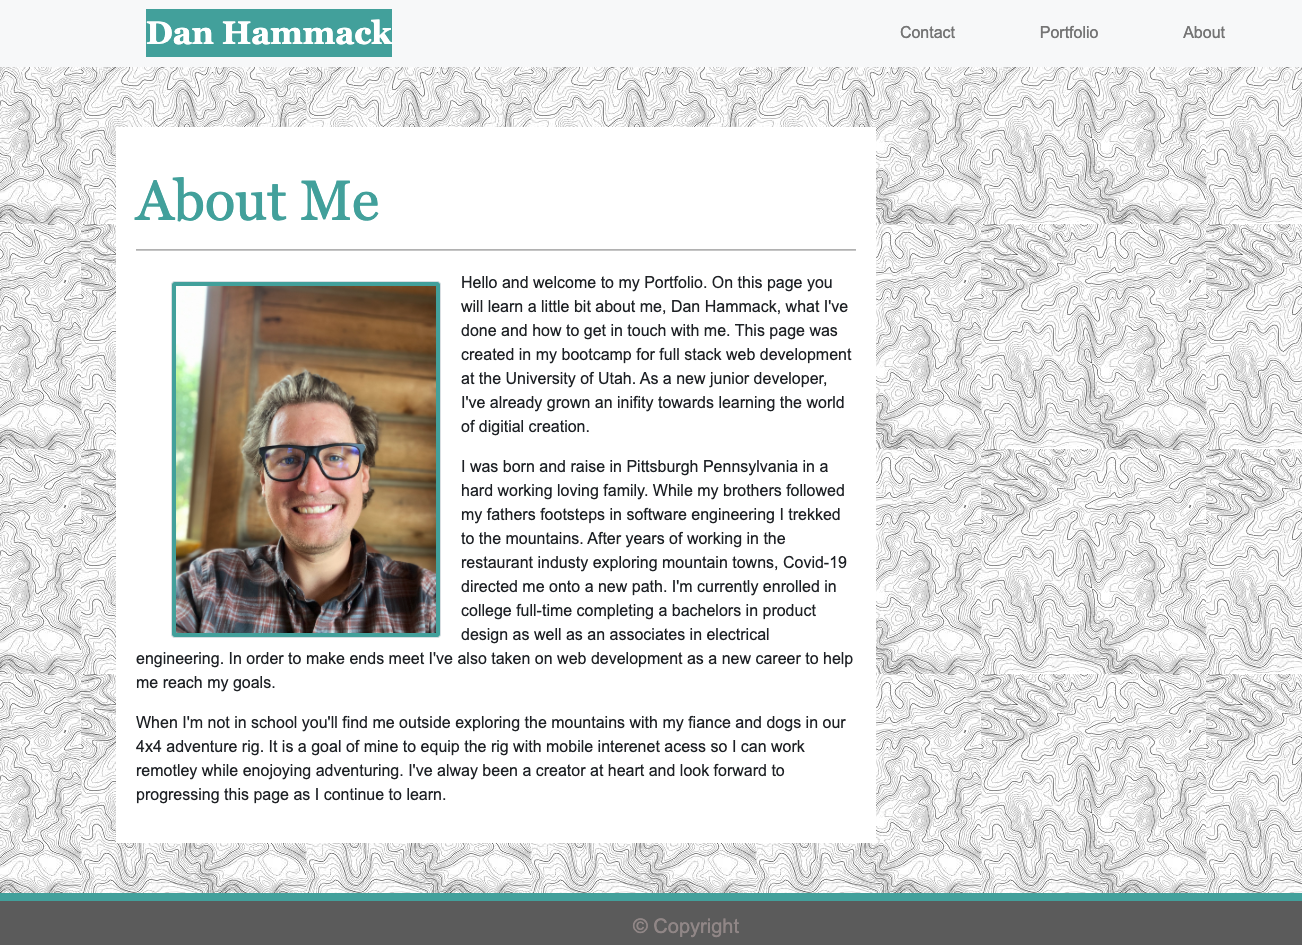 Dan Hammack
Contact Portfolio About
About Me
Hello and welcome to my Portfolio. On this page you
will learn a little bit about me, Dan Hammack, what I've
done and how to get in touch with me. This page was
created in my bootcamp for full stack web development
at the University of Utah. As a new junior developer,
I've already grown an inifity towards learning the world
of digitial creation.
I was born and raise in Pittsburgh Pennsylvania in a
hard working loving family. While my brothers followed
my fathers footsteps in software engineering I trekked
to the mountains. After years of working in the
restaurant industy exploring mountain towns, Covid-19
directed me onto a new path. I'm currently enrolled in
college full-time completing a bachelors in product
design as well as an associates in electrical
engineering. In order to make ends meet I've also taken on web development as a new career to help
me reach my goals.
When I'm not in school you'll find me outside exploring the mountains with my fiance and dogs in our
4x4 adventure rig. It is a goal of mine to equip the rig with mobile interenet acess so I can work
remotley while enojoying adventuring. I've alway been a creator at heart and look forward to
progressing this page as I continue to learn.
© Copyright